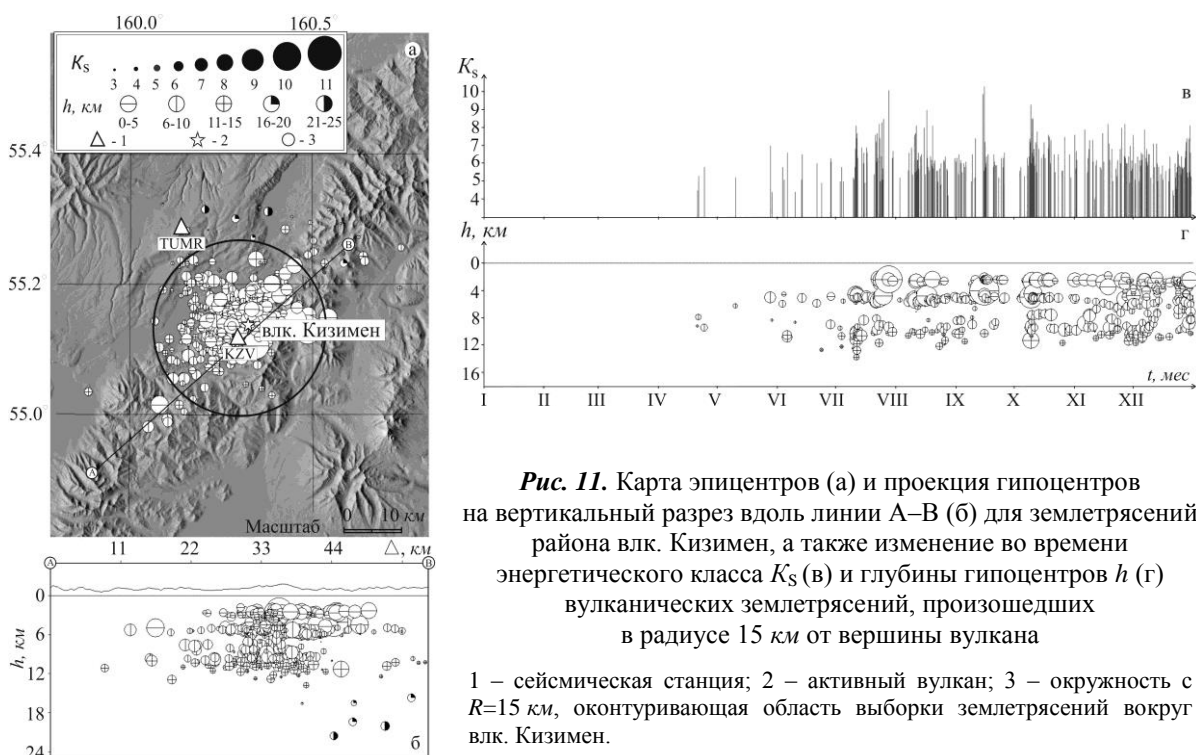 160.0 160.5
а
Ks
3 4 5 6 7 8 9 10 11
h, км
0-5 6-10 11-15 16-20 21-25
- 1 - 2 - 3
55.4
TUMR
В
55.2
влк. Кизимен
KZV
55.0
А
Масштаб 0 10 км
11 22 33 44 △, км
А В
0
6
12
18
24
h, км
б
Ks
в
10
9
8
7
6
5
4
h, км
г
0
4
8
12
16
t, мес
I II III IV V VI VII VIII IX X XI XII
Рис. 11. Карта эпицентров (а) и проекция гипоцентров
на вертикальный разрез вдоль линии А–В (б) для землетрясений
района влк. Кизимен, а также изменение во времени
энергетического класса KS (в) и глубины гипоцентров h (г)
вулканических землетрясений, произошедших
в радиусе 15 км от вершины вулкана
1 – сейсмическая станция; 2 – активный вулкан; 3 – окружность с
R=15 км, оконтуривающая область выборки землетрясений вокруг
влк. Кизимен.